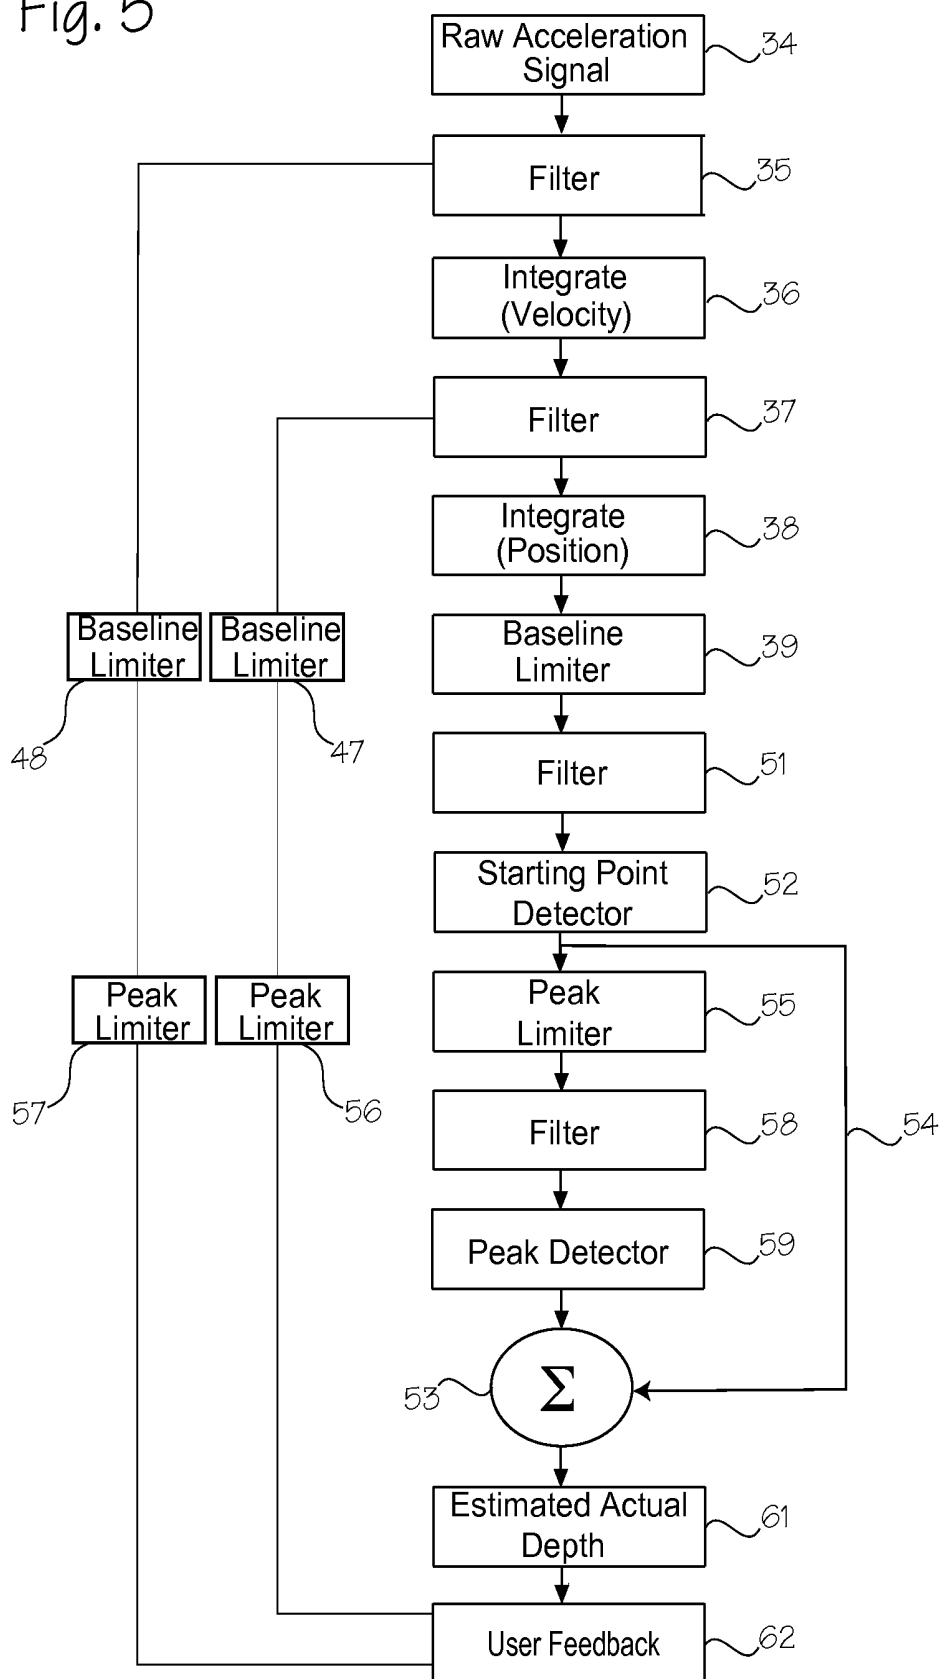 Fig. 5
Raw Acceleration
Signal
34
Filter
35
Integrate
(Velocity)
36
Filter
37
Integrate
(Position)
38
Baseline
Limiter
48
Baseline
Limiter
47
Baseline
Limiter
39
Filter
51
Starting Point
Detector
52
Peak
Limiter
57
Peak
Limiter
56
Peak
Limiter
55
Filter
58
54
Peak Detector
59
53
Σ
Estimated Actual
Depth
61
User Feedback
62